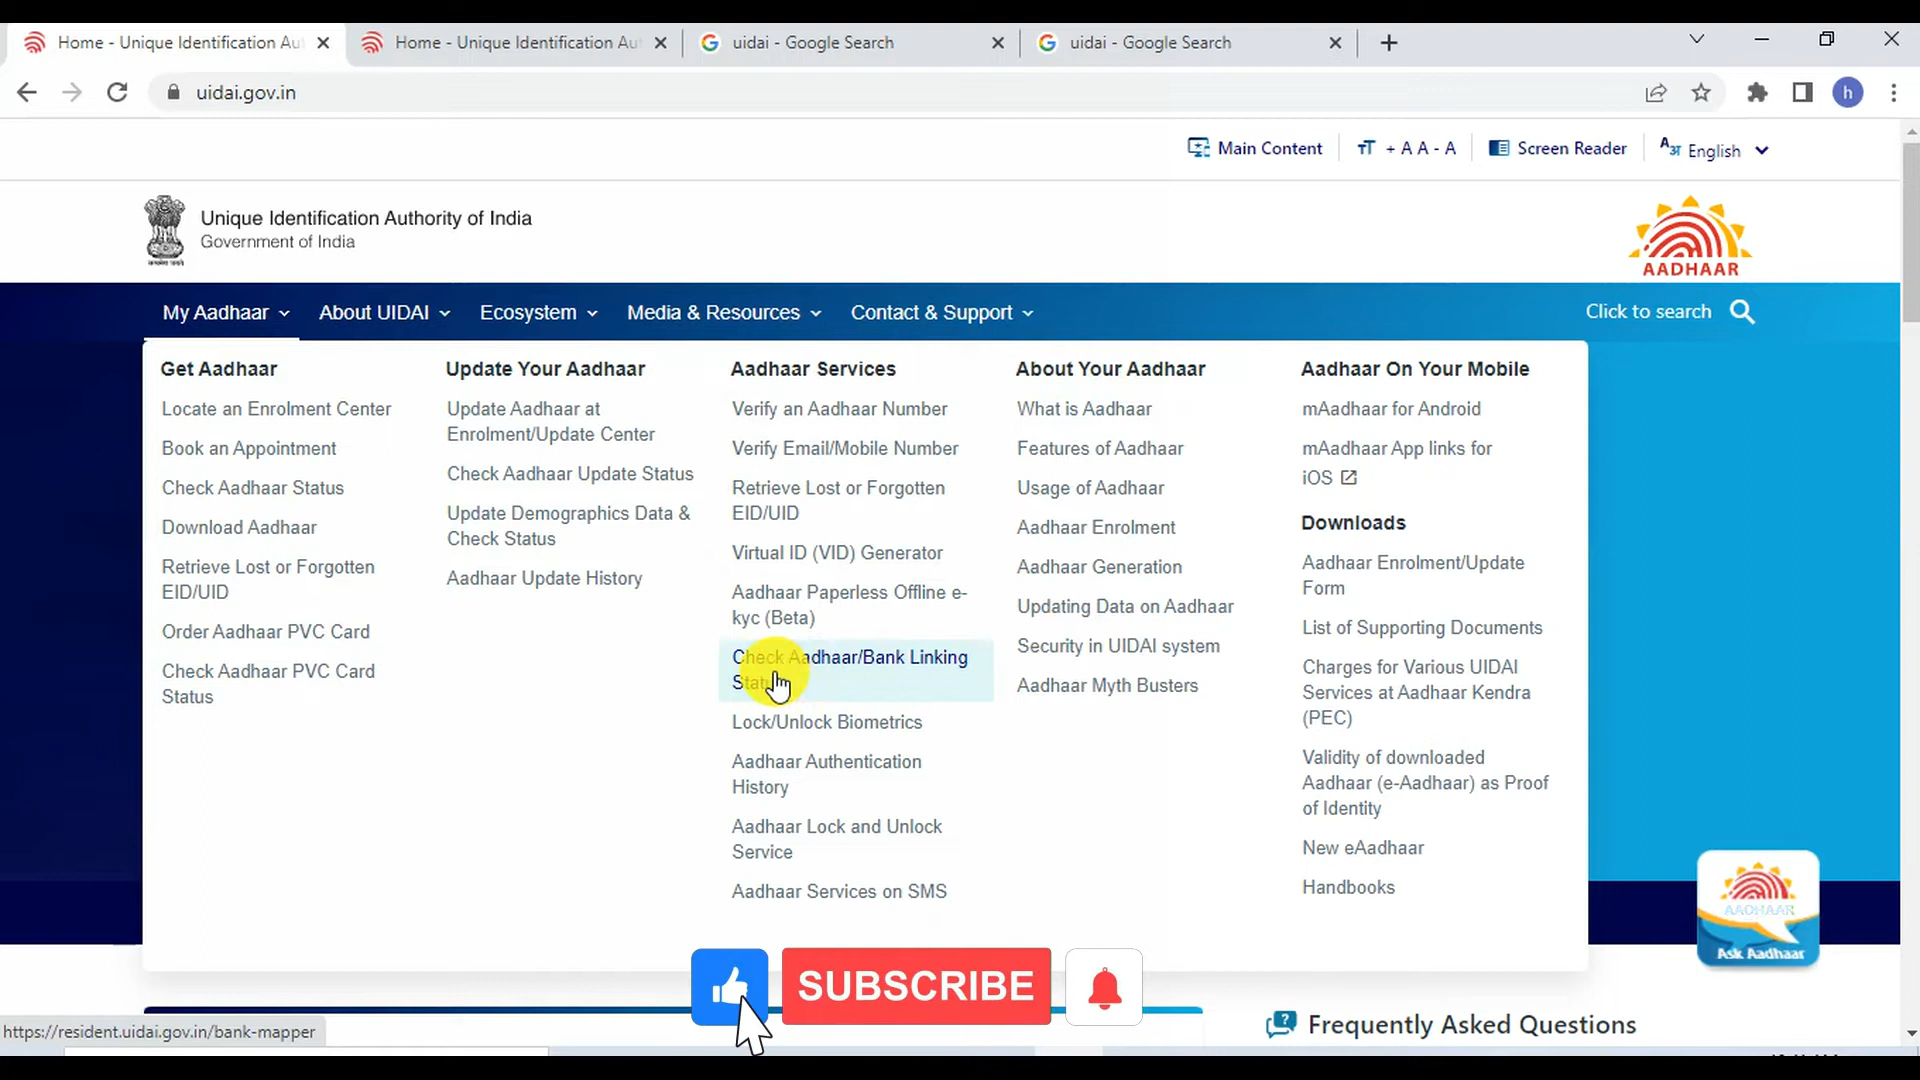 Home - Unique Identification Au
Home - Unique Identification Au
uidai - Google Search
uidai - Google Search
uidai.gov.in
h
Main Content
TT + A A - A
Screen Reader
English
Unique Identification Authority of India
Government of India
AADHAAR
My Aadhaar
About UIDAI
Ecosystem
Media & Resources
Contact & Support
Click to search
Get Aadhaar
Locate an Enrolment Center
Book an Appointment
Check Aadhaar Status
Download Aadhaar
Retrieve Lost or Forgotten
EID/UID
Order Aadhaar PVC Card
Check Aadhaar PVC Card
Status
Update Your Aadhaar
Update Aadhaar at
Enrolment/Update Center
Check Aadhaar Update Status
Update Demographics Data &
Check Status
Aadhaar Update History
Aadhaar Services
Verify an Aadhaar Number
Verify Email/Mobile Number
Retrieve Lost or Forgotten
EID/UID
Virtual ID (VID) Generator
Aadhaar Paperless Offline e-
kyc (Beta)
Check Aadhaar/Bank Linking
Status
Lock/Unlock Biometrics
Aadhaar Authentication
History
Aadhaar Lock and Unlock
Service
Aadhaar Services on SMS
About Your Aadhaar
What is Aadhaar
Features of Aadhaar
Usage of Aadhaar
Aadhaar Enrolment
Aadhaar Generation
Updating Data on Aadhaar
Security in UIDAI system
Aadhaar Myth Busters
Aadhaar On Your Mobile
mAadhaar for Android
mAadhaar App links for
iOS
Downloads
Aadhaar Enrolment/Update
Form
List of Supporting Documents
Charges for Various UIDAI
Services at Aadhaar Kendra
(PEC)
Validity of downloaded
Aadhaar (e-Aadhaar) as Proof
of Identity
New eAadhaar
Handbooks
AADHAAR
Ask Aadhaar
SUBSCRIBE
Frequently Asked Questions
https://resident.uidai.gov.in/bank-mapper